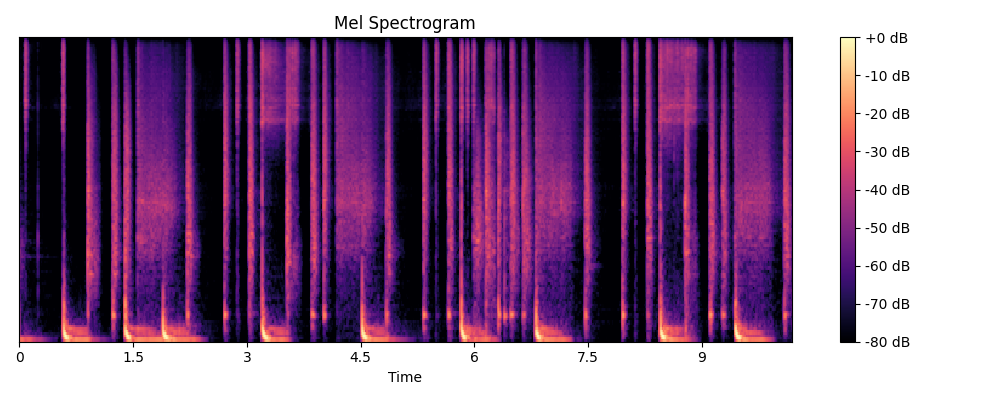 Mel Spectrogram
+0 dB
-10 dB
-20 dB
-30 dB
-40 dB
-50 dB
-60 dB
-70 dB
-80 dB
0 1.5 3 4.5 6 7.5 9
Time